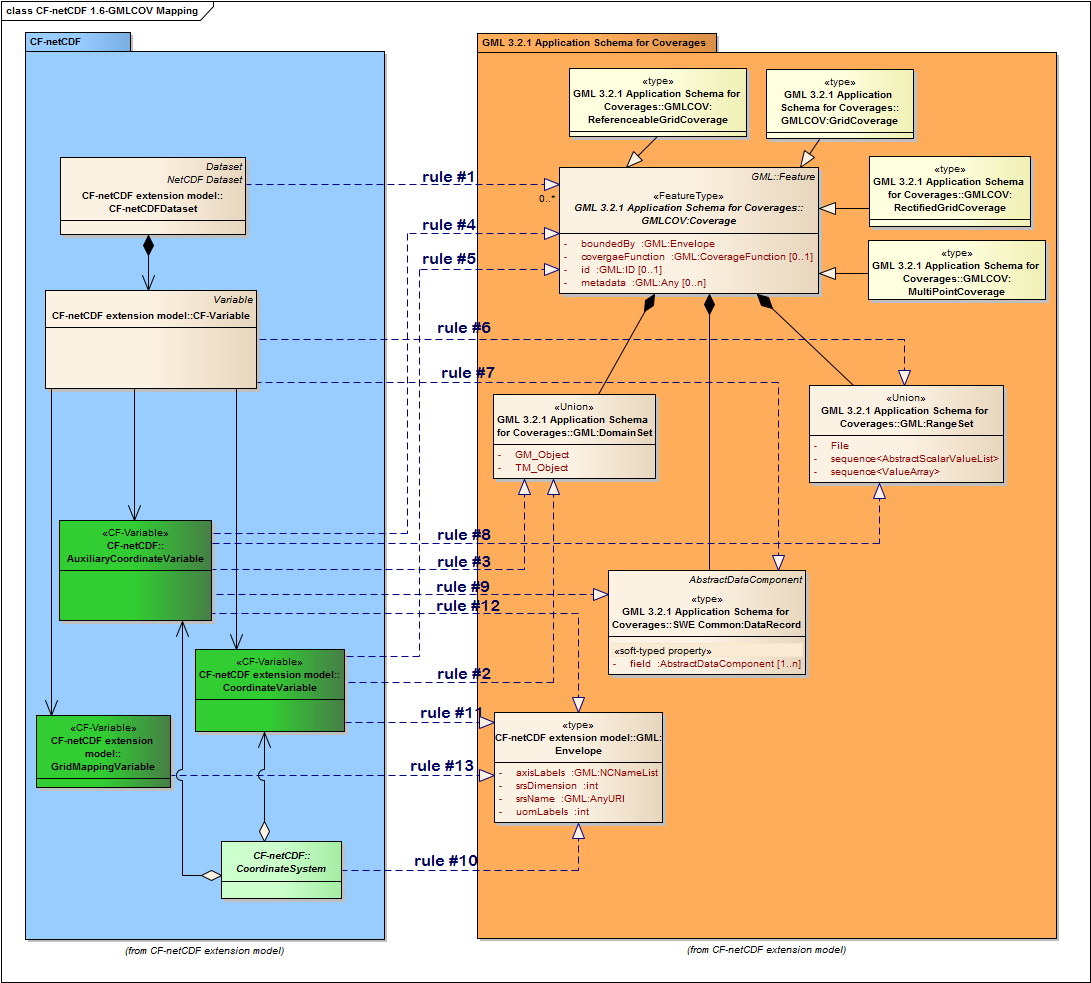 class CF-netCDF 1.6-GMLCOV Mapping
CF-netCDF
Dataset
NetCDF Dataset
CF-netCDF extension model::
CF-netCDFDataset
Variable
CF-netCDF extension model::CF-Variable
«CF-Variable»
CF-netCDF::
AuxiliaryCoordinateVariable
«CF-Variable»
CF-netCDF extension model::
CoordinateVariable
«CF-Variable»
CF-netCDF extension
model::
GridMappingVariable
CF-netCDF::
CoordinateSystem
(from CF-netCDF extension model)
rule #1
rule #4
rule #5
rule #6
rule #7
rule #8
rule #3
rule #9
rule #12
rule #2
rule #11
rule #13
rule #10
GML 3.2.1 Application Schema for Coverages
«type»
GML 3.2.1 Application Schema for
Coverages::GMLCOV:
ReferenceableGridCoverage
«type»
GML 3.2.1 Application
Schema for Coverages::
GMLCOV:GridCoverage
«type»
GML 3.2.1 Application Schema
for Coverages::GMLCOV:
RectifiedGridCoverage
«type»
GML 3.2.1 Application Schema for
Coverages::GMLCOV:
MultiPointCoverage
0..*
GML::Feature
«FeatureType»
GML 3.2.1 Application Schema for Coverages::
GMLCOV:Coverage
- boundedBy :GML:Envelope
- covergaeFunction :GML:CoverageFunction [0..1]
- id :GML:ID [0..1]
- metadata :GML:Any [0..n]
«Union»
GML 3.2.1 Application Schema
for Coverages::GML:DomainSet
- GM_Object
- TM_Object
«Union»
GML 3.2.1 Application Schema for
Coverages::GML:RangeSet
- File
- sequence<AbstractScalarValueList>
- sequence<ValueArray>
AbstractDataComponent
«type»
GML 3.2.1 Application Schema for
Coverages::SWE Common:DataRecord
«soft-typed property»
- field :AbstractDataComponent [1..n]
«type»
CF-netCDF extension model::GML:
Envelope
- axisLabels :GML:NCNameList
- srsDimension :int
- srsName :GML:AnyURI
- uomLabels :int
(from CF-netCDF extension model)